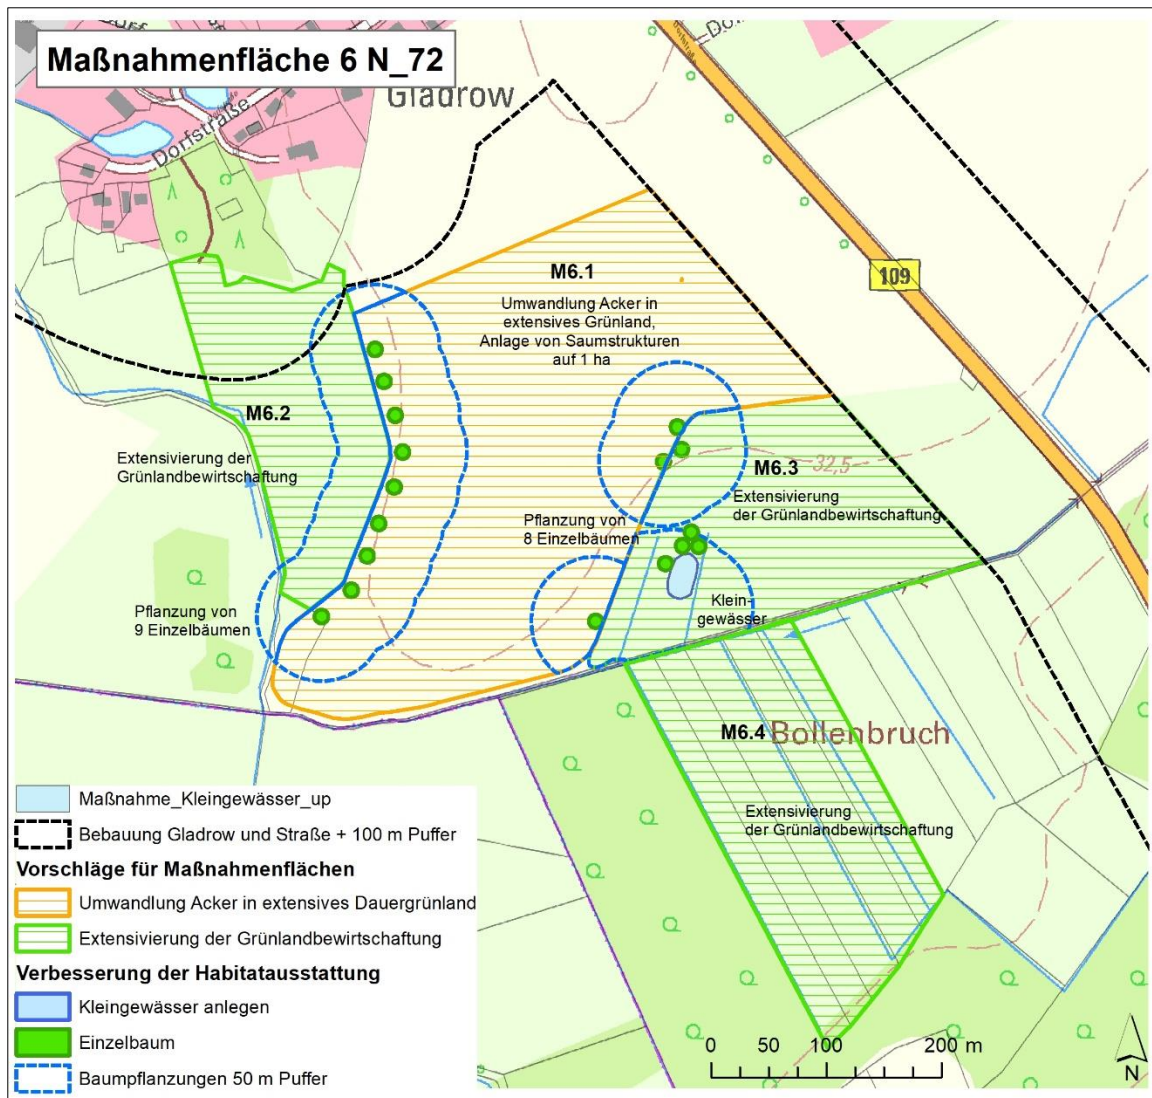 Maßnahmenfläche 6 N_72
Gladrow
Dorfstraße
109
M6.1
Umwandlung Acker in
extensives Grünland,
Anlage von Saumstrukturen
auf 1 ha
M6.2
Extensivierung der
Grünlandbewirtschaftung
M6.3
32,5
Extensivierung
der Grünlandbewirtschaftung
Pflanzung von
8 Einzelbäumen
Klein-
gewässer
Pflanzung von
9 Einzelbäumen
M6.4
Bollenbruch
Extensivierung
der Grünlandbewirtschaftung
Maßnahme_Kleingewässer_up
Bebauung Gladrow und Straße + 100 m Puffer
Vorschläge für Maßnahmenflächen
Umwandlung Acker in extensives Dauergrünland
Extensivierung der Grünlandbewirtschaftung
Verbesserung der Habitatausstattung
Kleingewässer anlegen
Einzelbaum
Baumpflanzungen 50 m Puffer
0 50 100 200 m
N